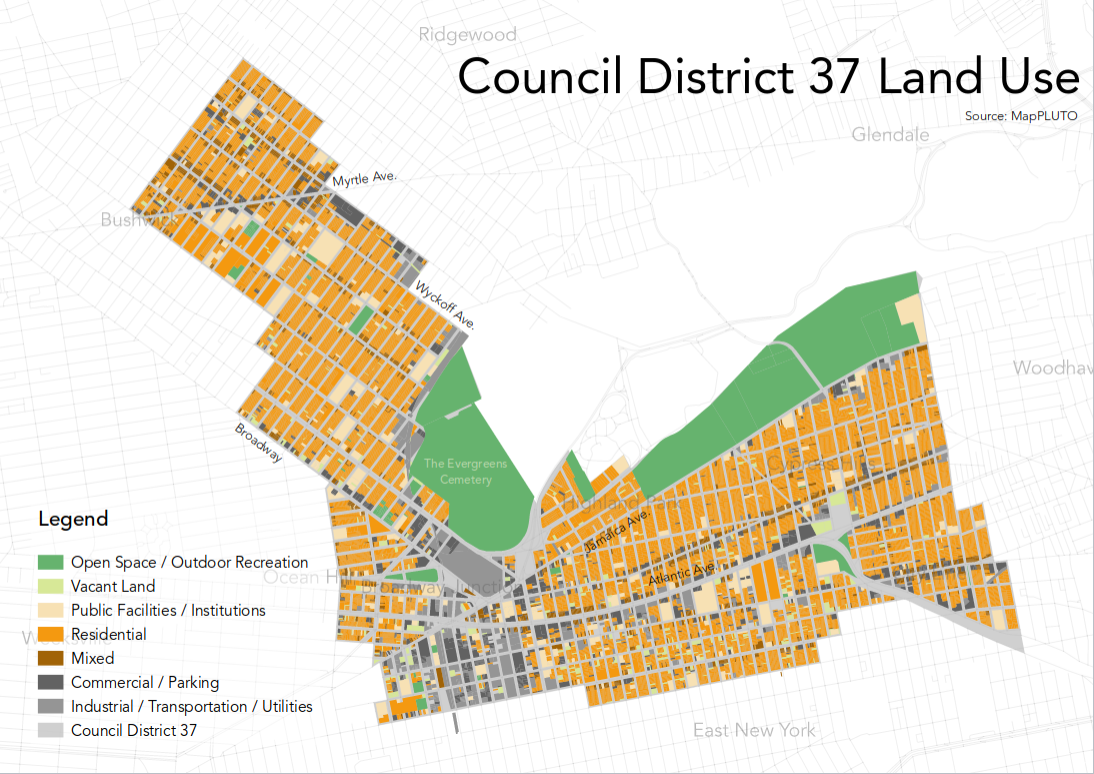 Ridgewood
Council District 37 Land Use
Source: MapPLUTO
Glendale
Myrtle Ave.
Bushwick
Wyckoff Ave.
Woodhav
Broadway
The Evergreens
Cemetery
Cypress Hills
Highland Park
Jamaica Ave.
Atlantic Ave.
Ocean Hill
Broadway Junction
East New York
Legend
Open Space / Outdoor Recreation
Vacant Land
Public Facilities / Institutions
Residential
Mixed
Commercial / Parking
Industrial / Transportation / Utilities
Council District 37